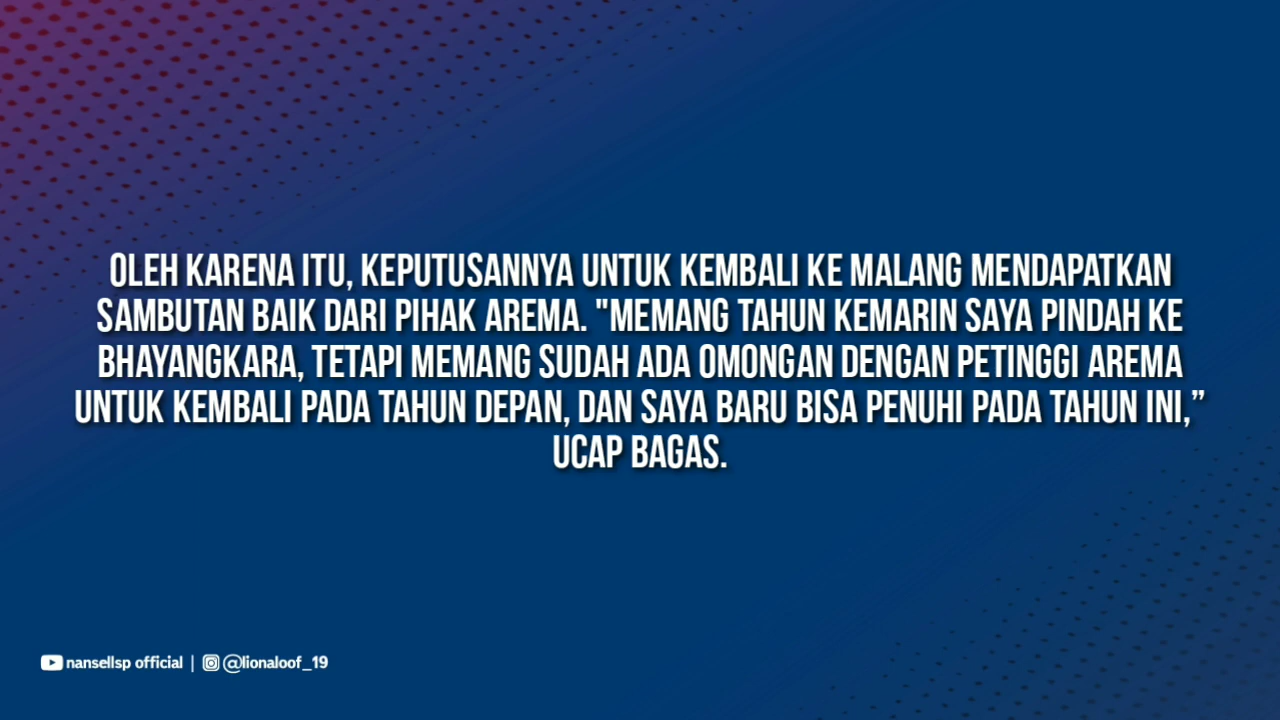 OLEH KARENA ITU, KEPUTUSANNYA UNTUK KEMBALI KE MALANG MENDAPATKAN
SAMBUTAN BAIK DARI PIHAK AREMA. "MEMANG TAHUN KEMARIN SAYA PINDAH KE
BHAYANGKARA, TETAPI MEMANG SUDAH ADA OMONGAN DENGAN PETINGGI AREMA
UNTUK KEMBALI PADA TAHUN DEPAN, DAN SAYA BARU BISA PENUHI PADA TAHUN INI,”
UCAP BAGAS.
nansellsp official | @lionaloof_19